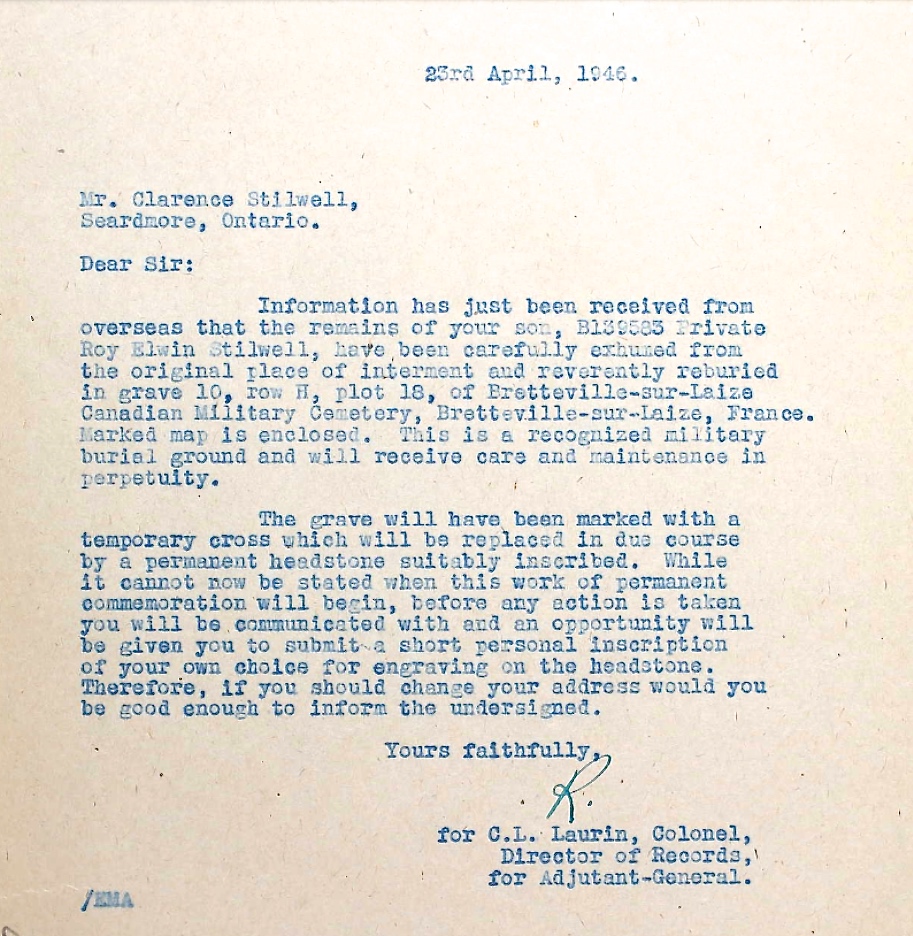 23rd April, 1946.
Mr. Clarence Stilwell,
Seardmore, Ontario.
Dear Sir:
Information has just been received from
overseas that the remains of your son, B139583 Private
Roy Elwin Stilwell, have been carefully exhumed from
the original place of interment and reverently reburied
in grave 10, row H, plot 18, of Bretteville-sur-Laize
Canadian Military Cemetery, Bretteville-sur-Laize, France.
Marked map is enclosed. This is a recognized military
burial ground and will receive care and maintenance in
perpetuity.
The grave will have been marked with a
temporary cross which will be replaced in due course
by a permanent headstone suitably inscribed. While
it cannot now be stated when this work of permanent
commemoration will begin, before any action is taken
you will be communicated with and an opportunity will
be given you to submit a short personal inscription
of your own choice for engraving on the headstone.
Therefore, if you should change your address would you
be good enough to inform the undersigned.
Yours faithfully,
R.
for C.L. Laurin, Colonel,
Director of Records,
for Adjutant-General.
/EMA